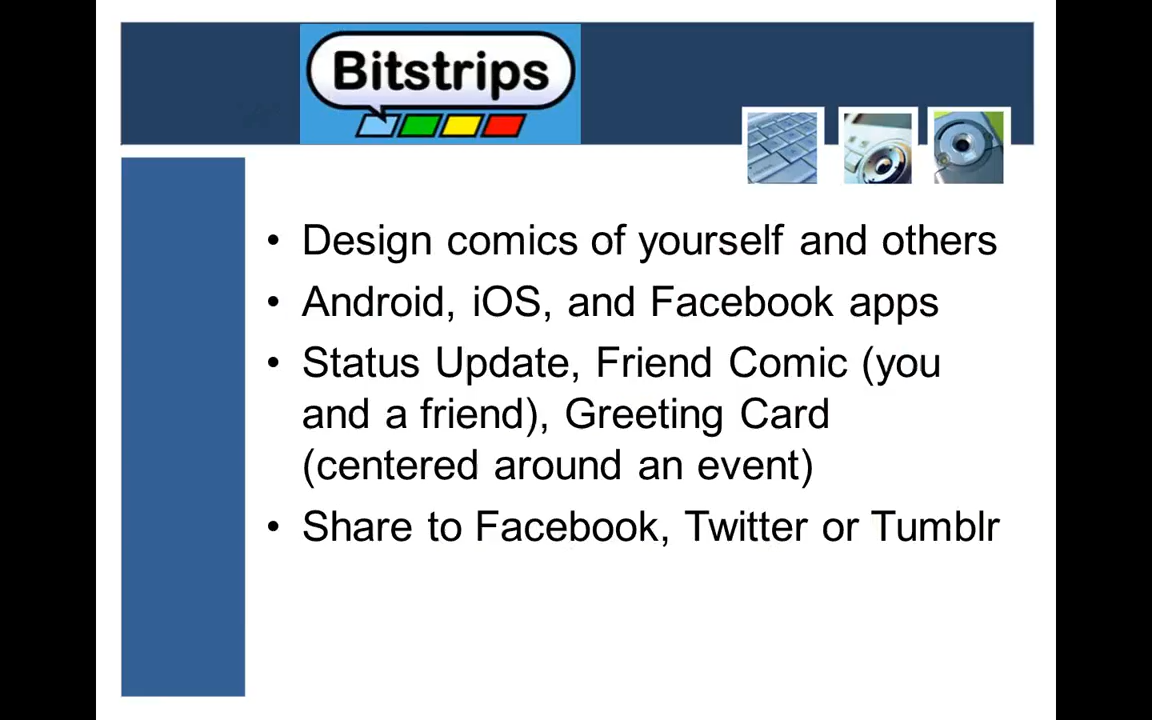 Bitstrips
• Design comics of yourself and others
• Android, iOS, and Facebook apps
• Status Update, Friend Comic (you
and a friend), Greeting Card
(centered around an event)
• Share to Facebook, Twitter or Tumblr